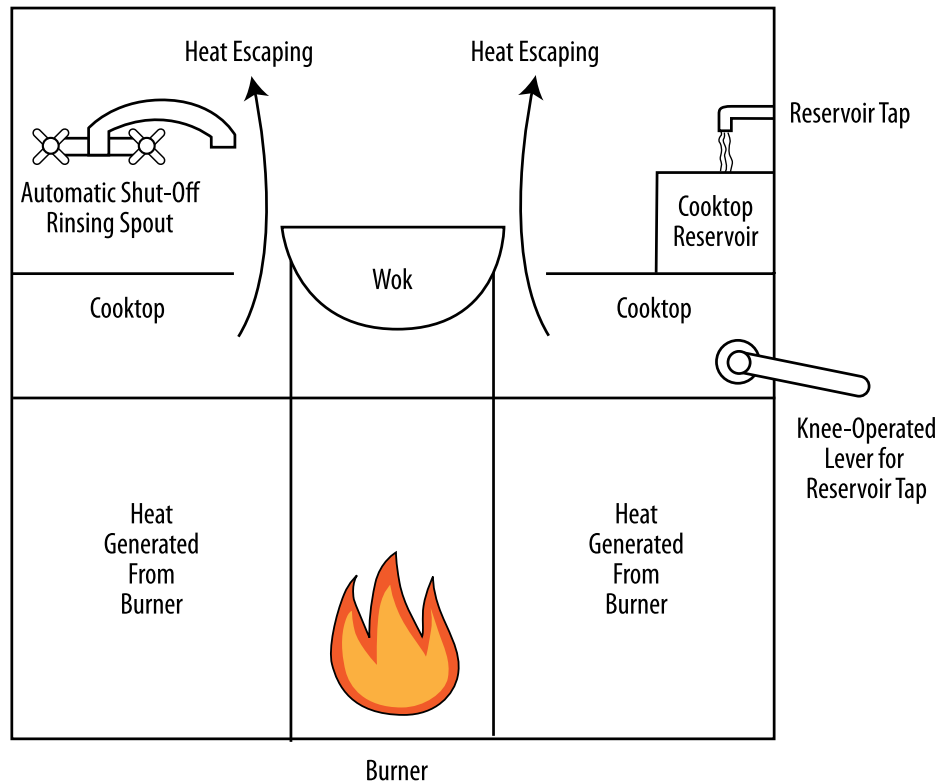 Heat Escaping
Heat Escaping
Reservoir Tap
Automatic Shut-Off
Rinsing Spout
Cooktop
Reservoir
Wok
Cooktop
Cooktop
Knee-Operated
Lever for
Reservoir Tap
Heat
Generated
From
Burner
Heat
Generated
From
Burner
Burner